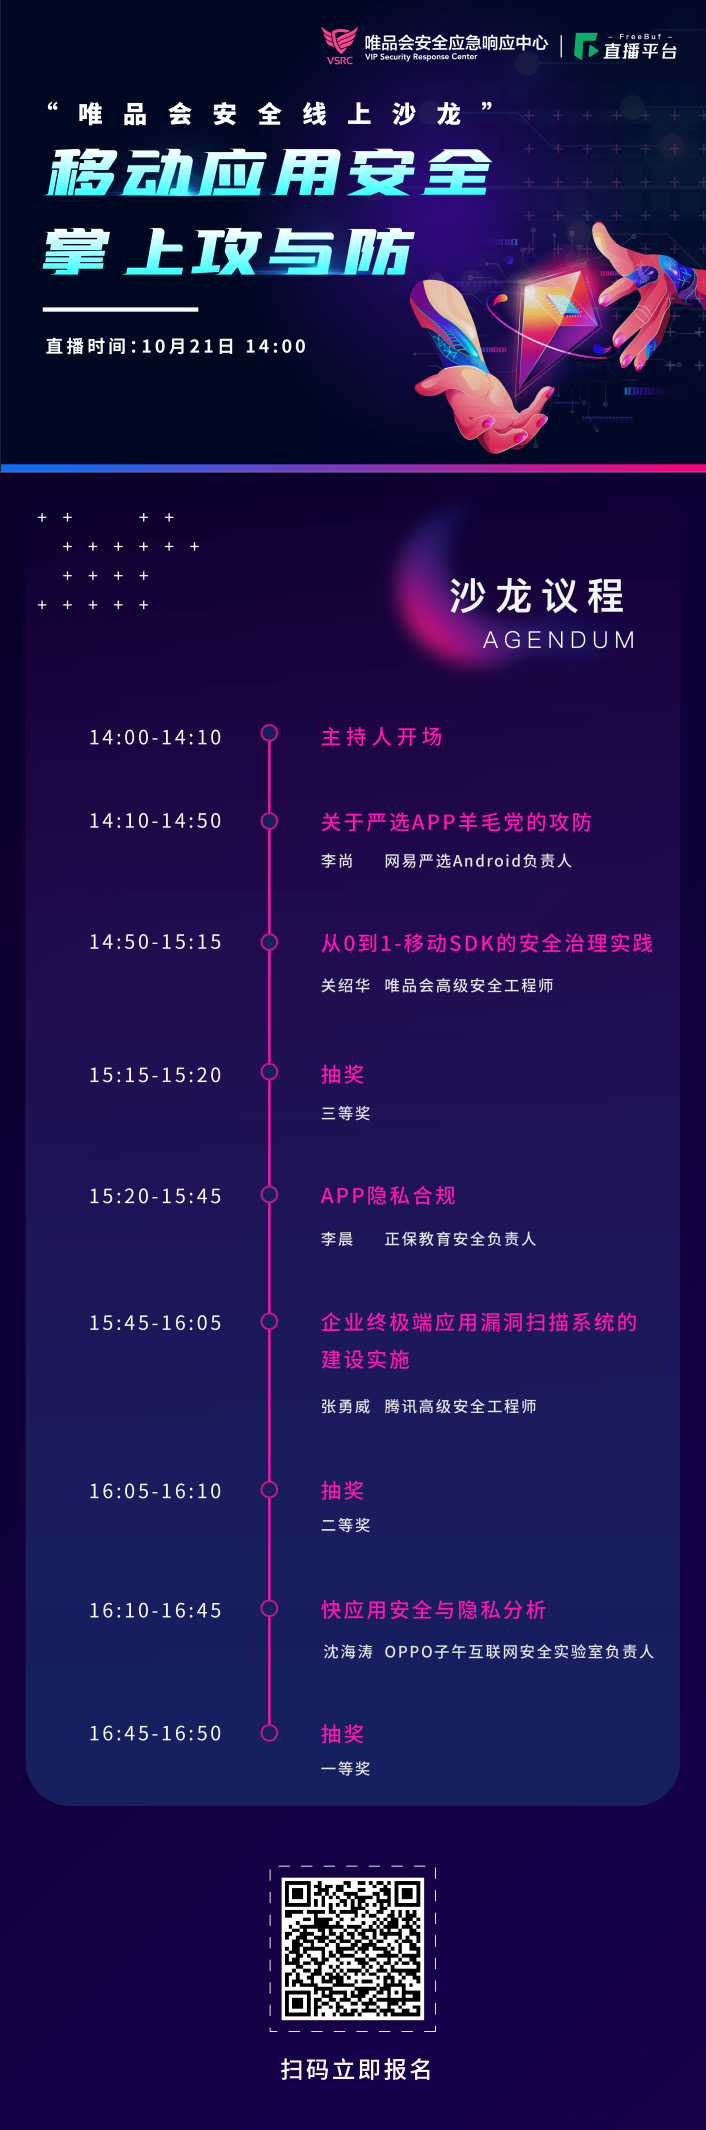 VSRC
唯品会安全应急响应中心
VIP Security Response Center
- FreeBuf -
直播平台
“唯品会安全线上沙龙”
移动应用安全
掌上攻与防
直播时间:10月21日 14:00
沙龙议程
AGENDUM
14:00-14:10 主持人开场
14:10-14:50 关于严选APP羊毛党的攻防
李尚 网易严选Android负责人
14:50-15:15 从0到1-移动SDK的安全治理实践
关绍华 唯品会高级安全工程师
15:15-15:20 抽奖
三等奖
15:20-15:45 APP隐私合规
李晨 正保教育安全负责人
15:45-16:05 企业终极端应用漏洞扫描系统的
建设实施
张勇威 腾讯高级安全工程师
16:05-16:10 抽奖
二等奖
16:10-16:45 快应用安全与隐私分析
沈海涛 OPPO子午互联网安全实验室负责人
16:45-16:50 抽奖
一等奖
扫码立即报名